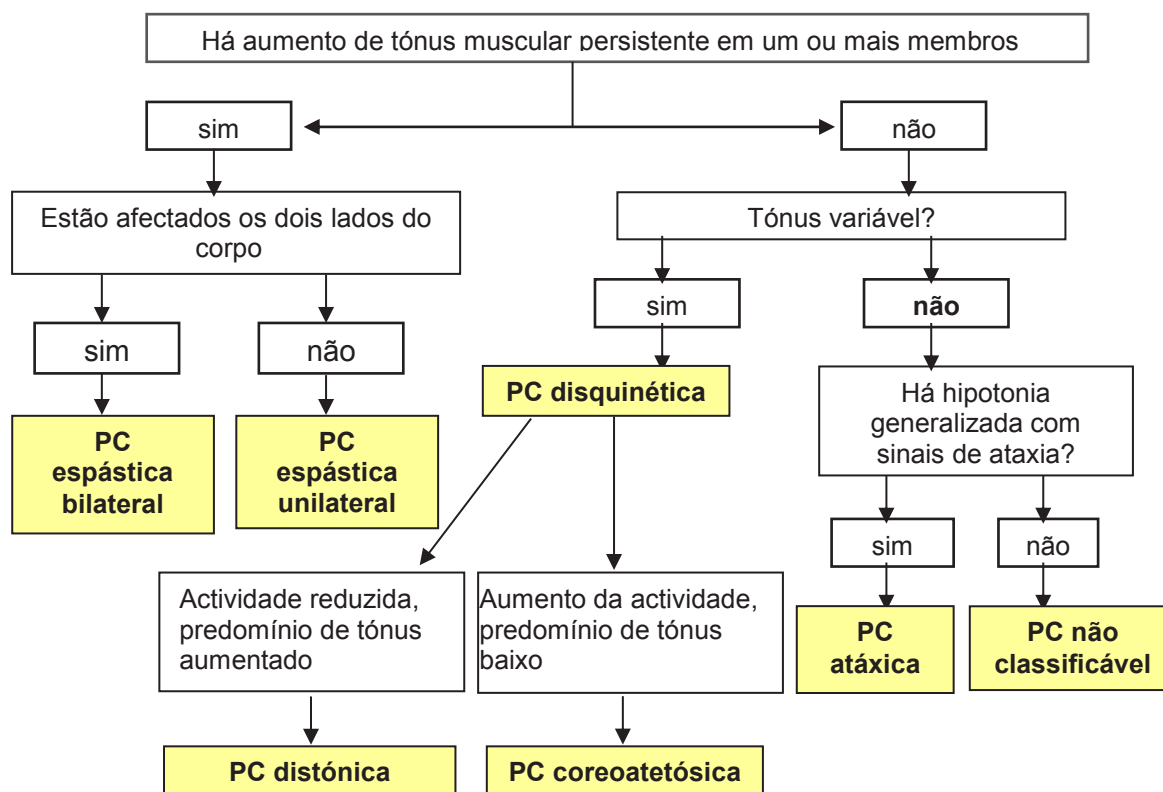 Há aumento de tónus muscular persistente em um ou mais membros
sim
não
Estão afectados os dois lados do
corpo
Tónus variável?
sim
não
sim
não
PC
espástica
bilateral
PC
espástica
unilateral
PC disquinética
Há hipotonia
generalizada com
sinais de ataxia?
sim
não
Actividade reduzida,
predomínio de tónus
aumentado
Aumento da actividade,
predomínio de tónus
baixo
PC
atáxica
PC não
classificável
PC distónica
PC coreoatetósica